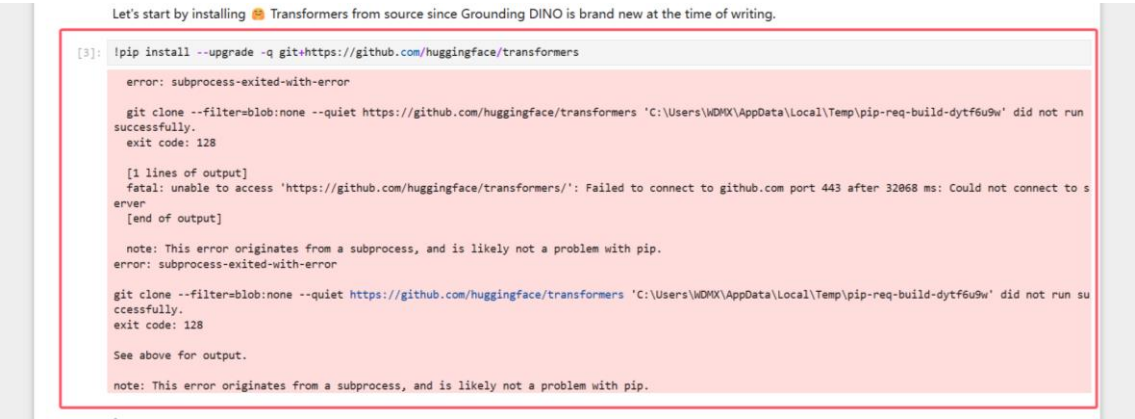 Let's start by installing 🤗 Transformers from source since Grounding DINO is brand new at the time of writing.
[3]: !pip install --upgrade -q git+https://github.com/huggingface/transformers
error: subprocess-exited-with-error
git clone --filter=blob:none --quiet https://github.com/huggingface/transformers 'C:\Users\WDMX\AppData\Local\Temp\pip-req-build-dytf6u9w' did not run
successfully.
exit code: 128
[1 lines of output]
fatal: unable to access 'https://github.com/huggingface/transformers/': Failed to connect to github.com port 443 after 32068 ms: Could not connect to s
erver
[end of output]
note: This error originates from a subprocess, and is likely not a problem with pip.
error: subprocess-exited-with-error
git clone --filter=blob:none --quiet https://github.com/huggingface/transformers 'C:\Users\WDMX\AppData\Local\Temp\pip-req-build-dytf6u9w' did not run su
ccessfully.
exit code: 128
See above for output.
note: This error originates from a subprocess, and is likely not a problem with pip.